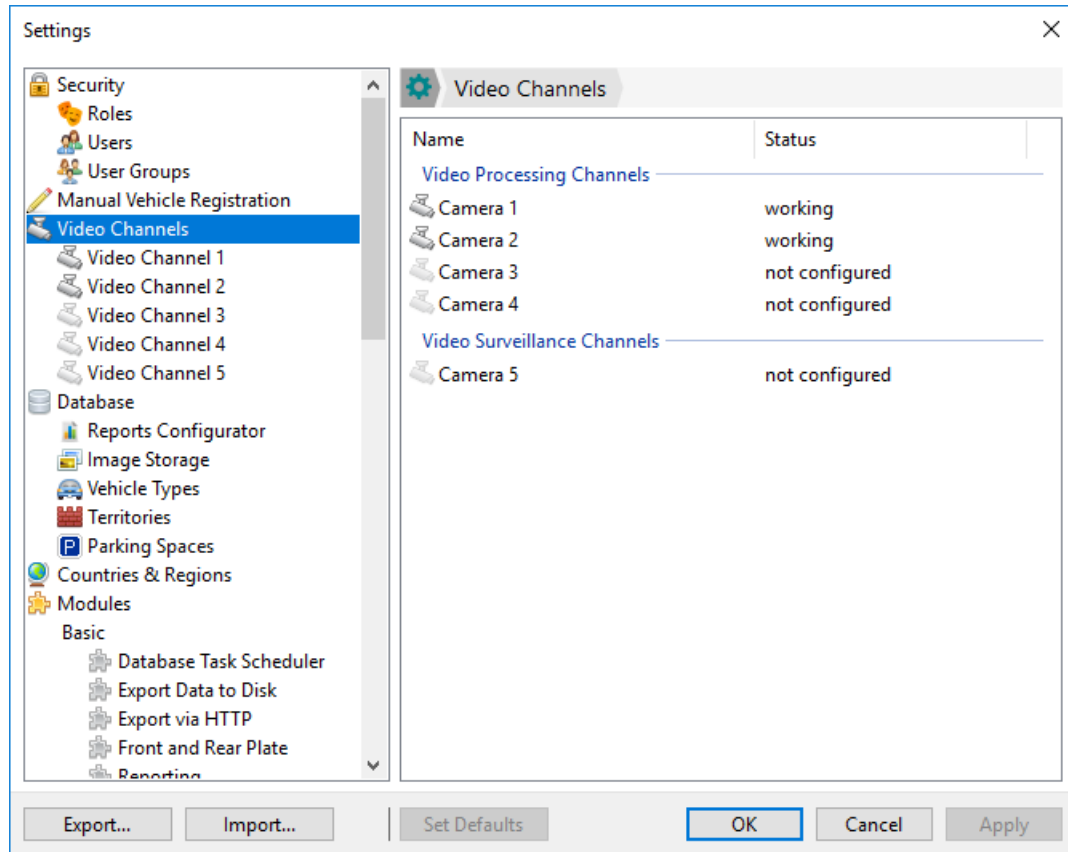 Settings
Security
Roles
Users
User Groups
Manual Vehicle Registration
Video Channels
Video Channel 1
Video Channel 2
Video Channel 3
Video Channel 4
Video Channel 5
Database
Reports Configurator
Image Storage
Vehicle Types
Territories
P Parking Spaces
Countries & Regions
Modules
Basic
Database Task Scheduler
Export Data to Disk
Export via HTTP
Front and Rear Plate
Reporting
Video Channels
Name Status
Video Processing Channels
Camera 1 working
Camera 2 working
Camera 3 not configured
Camera 4 not configured
Video Surveillance Channels
Camera 5 not configured
Export... Import... Set Defaults OK Cancel Apply